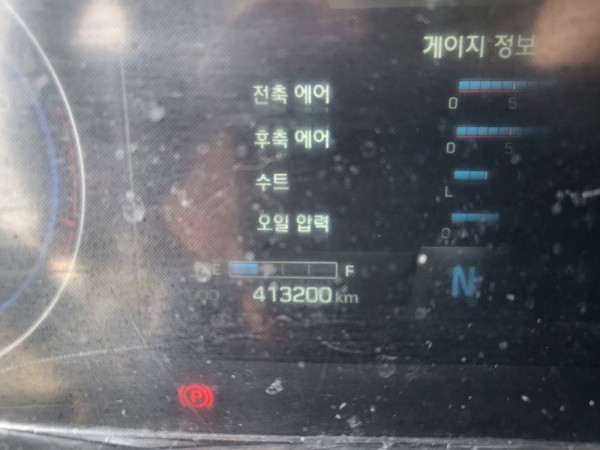 게이지 정보
전축 에어
0 5
후축 에어
0 5
수트
L
오일 압력
0
E F
ODO 413200 km
N
P